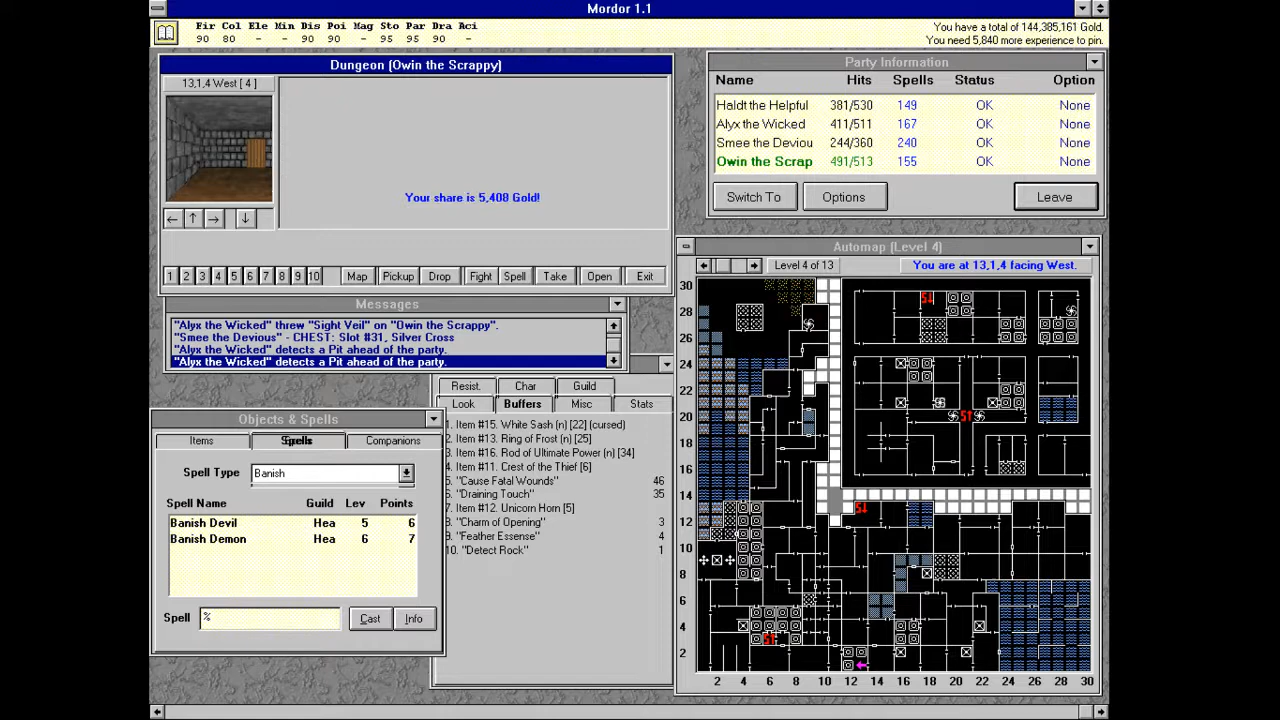 Mordor 1.1
Fir Col Ele Min Dis Poi Mag Sto Par Dra Aci
90 80 - - 90 90 - 95 95 90 -
You have a total of 144,385,161 Gold.
You need 5,840 more experience to pin.
Dungeon (Owin the Scrappy)
13,1,4 West [ 4 ]
Your share is 5,408 Gold!
1 2 3 4 5 6 7 8 9 10 Map Pickup Drop Fight Spell Take Open Exit
Party Information
Name Hits Spells Status Option
Haldt the Helpful 381/530 149 OK None
Alyx the Wicked 411/511 167 OK None
Smee the Deviou 244/360 240 OK None
Owin the Scrap 491/513 155 OK None
Switch To Options Leave
Messages
"Alyx the Wicked" threw "Sight Veil" on "Owin the Scrappy".
"Smee the Devious" - CHEST: Slot #31, Silver Cross
"Alyx the Wicked" detects a Pit ahead of the party.
"Alyx the Wicked" detects a Pit ahead of the party.
Resist. Char Guild
Look Buffers Misc Stats
1. Item #15. White Sash (n) [22] (cursed)
2. Item #13. Ring of Frost (n) [25]
3. Item #16. Rod of Ultimate Power (n) [34]
4. Item #11. Crest of the Thief [6]
5. "Cause Fatal Wounds" 46
6. "Draining Touch" 35
7. Item #12. Unicorn Horn [5]
8. "Charm of Opening" 3
9. "Feather Essense" 4
10. "Detect Rock" 1
Objects & Spells
Items Spells Companions
Spell Type Banish
Spell Name Guild Lev Points
Banish Devil Hea 5 6
Banish Demon Hea 6 7
Spell % Cast Info
Automap (Level 4)
Level 4 of 13 You are at 13,1,4 facing West.
30
28
26
24
22
20
18
16
14
12
10
8
6
4
2
2 4 6 8 10 12 14 16 18 20 22 24 26 28 30